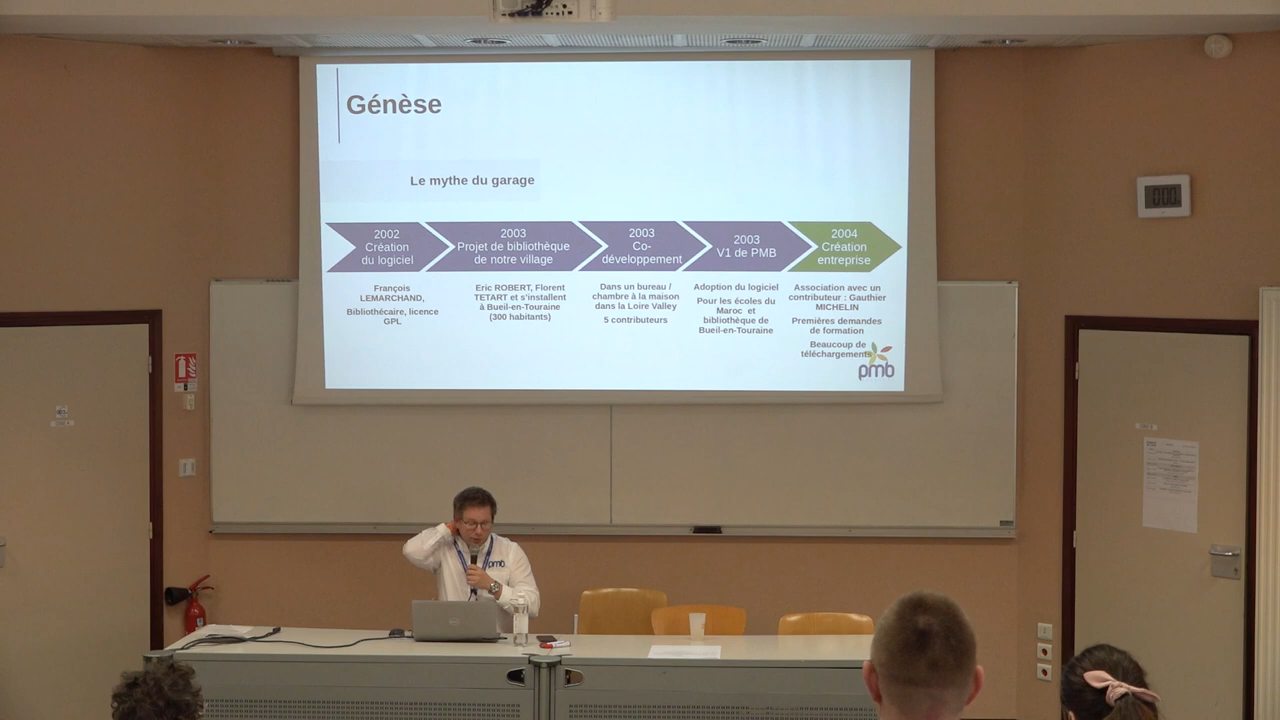 Génèse
Le mythe du garage
2002
Création
du logiciel
2003
Projet de bibliothèque
de notre village
2003
Co-
développement
2003
V1 de PMB
2004
Création
entreprise
François
LEMARCHAND,
Bibliothécaire, licence
GPL
Eric ROBERT, Florent
TETART et s'installent
à Bueil-en-Touraine
(300 habitants)
Dans un bureau /
chambre à la maison
dans la Loire Valley
5 contributeurs
Adoption du logiciel
Pour les écoles du
Maroc et
bibliothèque de
Bueil-en-Touraine
Association avec un
contributeur : Gauthier
MICHELIN
Premières demandes
de formation
Beaucoup de
téléchargements
pmb
pmb